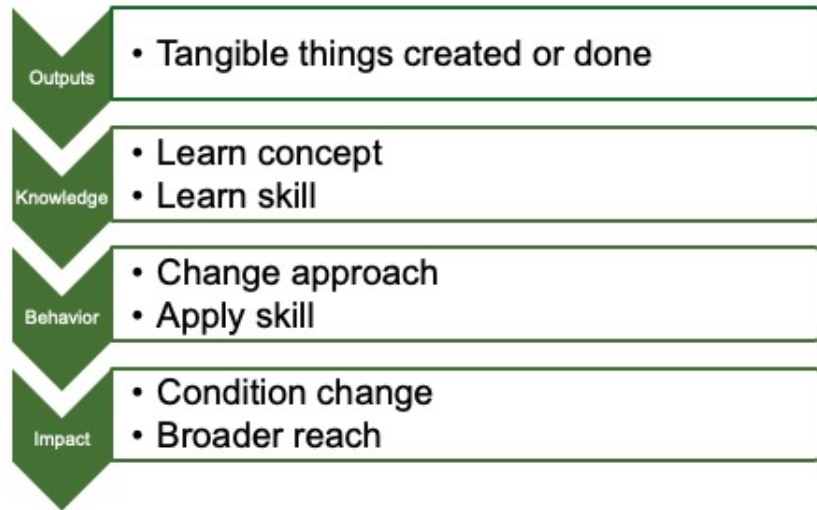 Outputs
• Tangible things created or done
Knowledge
• Learn concept
• Learn skill
Behavior
• Change approach
• Apply skill
Impact
• Condition change
• Broader reach